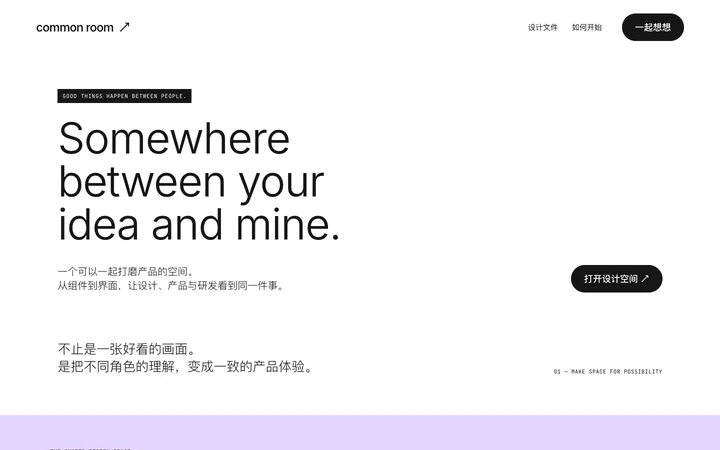 common room ↗
设计文件 如何开始 一起想想
GOOD THINGS HAPPEN BETWEEN PEOPLE.
Somewhere
between your
idea and mine.
一个可以一起打磨产品的空间。
从组件到界面，让设计、产品与研发看到同一件事。
打开设计空间 ↗
不止是一张好看的画面。
是把不同角色的理解，变成一致的产品体验。
01 — MAKE SPACE FOR POSSIBILITY